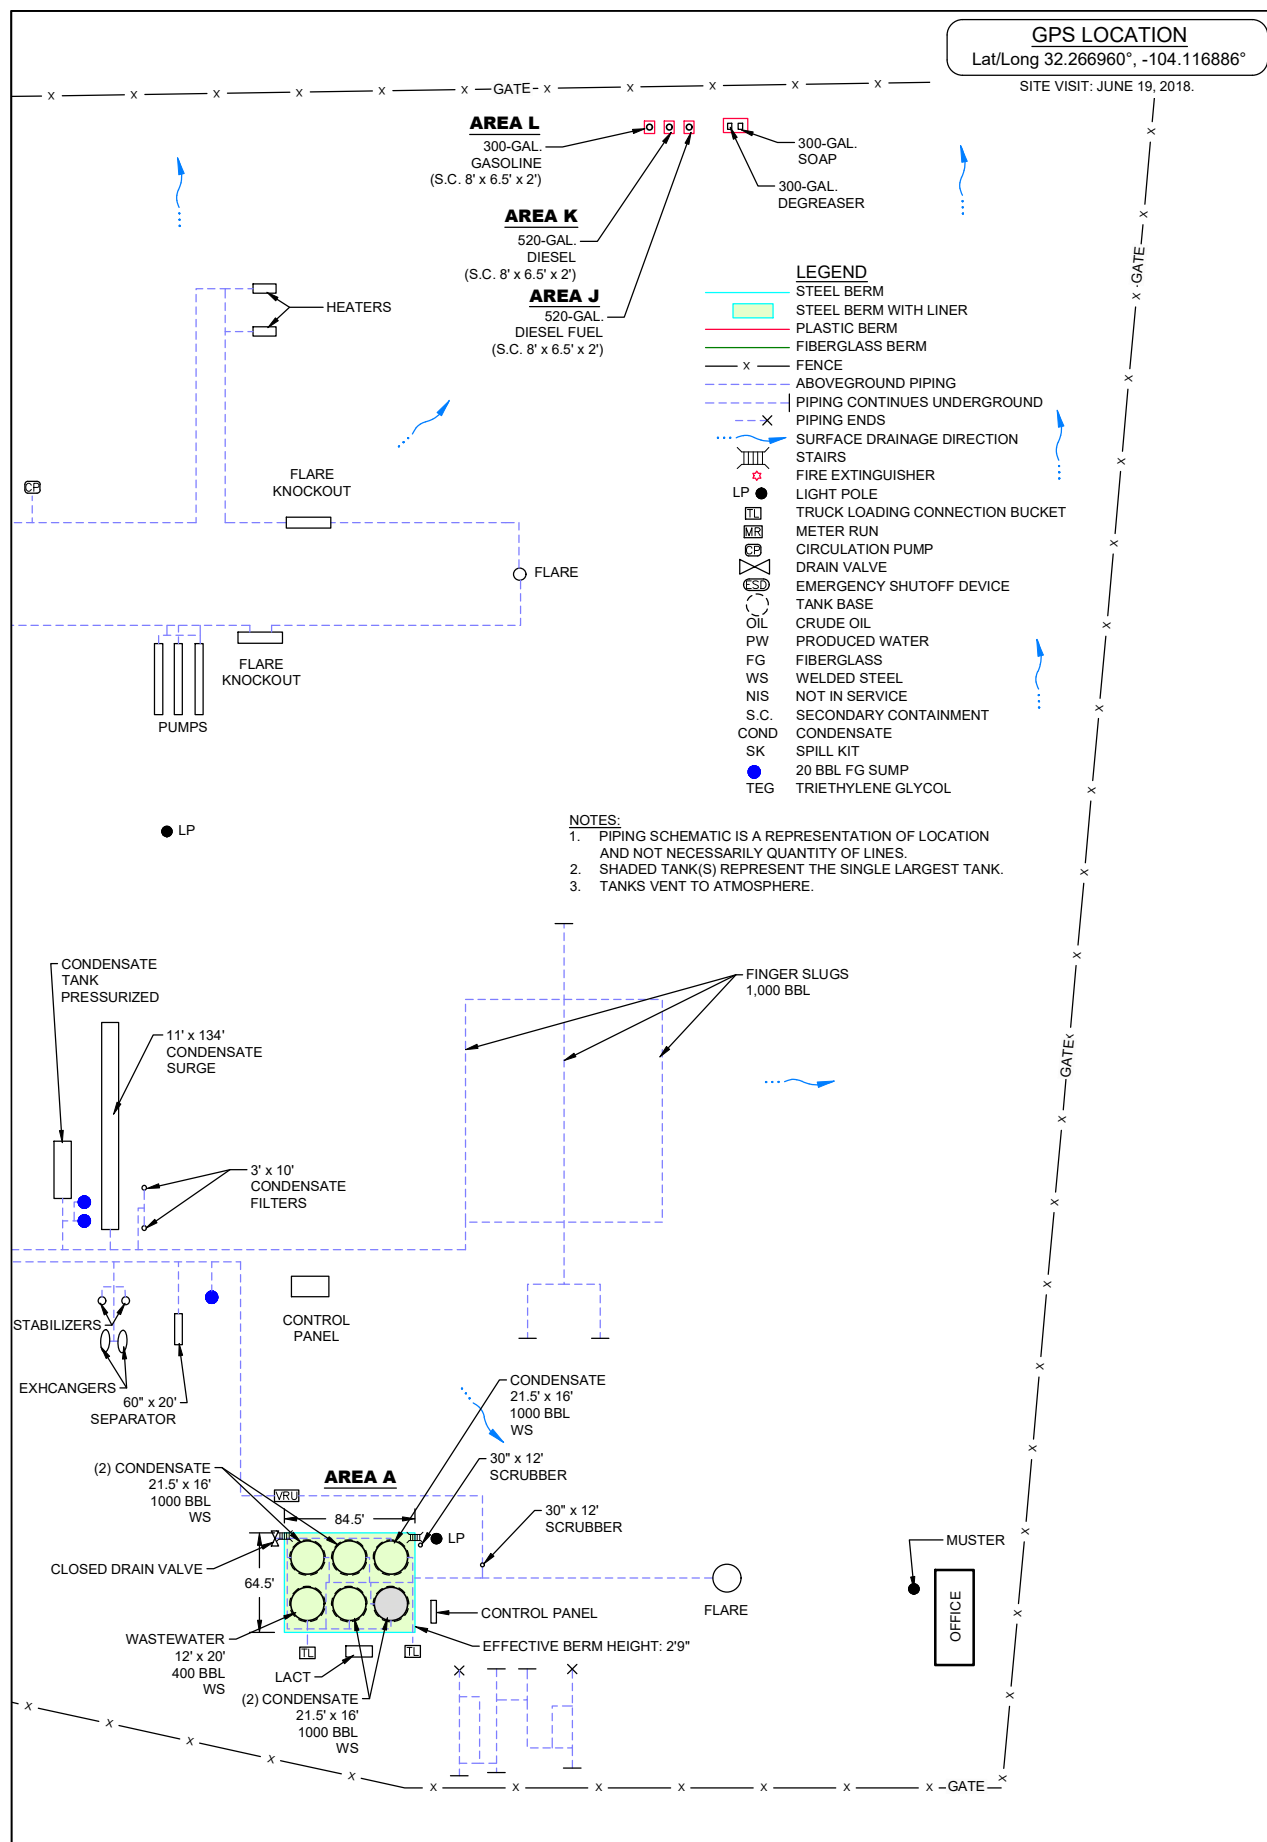 GPS LOCATION
Lat/Long 32.266960°, -104.116886°
SITE VISIT: JUNE 19, 2018.
GATE
AREA L
300-GAL.
GASOLINE
(S.C. 8' x 6.5' x 2')
300-GAL.
SOAP
300-GAL.
DEGREASER
AREA K
520-GAL.
DIESEL
(S.C. 8' x 6.5' x 2')
AREA J
520-GAL.
DIESEL FUEL
(S.C. 8' x 6.5' x 2')
GATE
HEATERS
LEGEND
STEEL BERM
STEEL BERM WITH LINER
PLASTIC BERM
FIBERGLASS BERM
X FENCE
ABOVEGROUND PIPING
PIPING CONTINUES UNDERGROUND
PIPING ENDS
SURFACE DRAINAGE DIRECTION
STAIRS
FIRE EXTINGUISHER
LP LIGHT POLE
TL TRUCK LOADING CONNECTION BUCKET
MR METER RUN
CP CIRCULATION PUMP
DRAIN VALVE
ESD EMERGENCY SHUTOFF DEVICE
TANK BASE
OIL CRUDE OIL
PW PRODUCED WATER
FG FIBERGLASS
WS WELDED STEEL
NIS NOT IN SERVICE
S.C. SECONDARY CONTAINMENT
COND CONDENSATE
SK SPILL KIT
20 BBL FG SUMP
TEG TRIETHYLENE GLYCOL
CP
FLARE
KNOCKOUT
FLARE
FLARE
KNOCKOUT
PUMPS
LP
NOTES:
1. PIPING SCHEMATIC IS A REPRESENTATION OF LOCATION
AND NOT NECESSARILY QUANTITY OF LINES.
2. SHADED TANK(S) REPRESENT THE SINGLE LARGEST TANK.
3. TANKS VENT TO ATMOSPHERE.
CONDENSATE
TANK
PRESSURIZED
11' x 134'
CONDENSATE
SURGE
FINGER SLUGS
1,000 BBL
GATE
3' x 10'
CONDENSATE
FILTERS
STABILIZERS
EXHCANGERS
60" x 20'
SEPARATOR
CONTROL
PANEL
CONDENSATE
21.5' x 16'
1000 BBL
WS
30" x 12'
SCRUBBER
(2) CONDENSATE
21.5' x 16'
1000 BBL
WS
AREA A
VRU
84.5'
30" x 12'
SCRUBBER
LP
CLOSED DRAIN VALVE
64.5'
MUSTER
FLARE
OFFICE
CONTROL PANEL
WASTEWATER
12' x 20'
400 BBL
WS
TL
LACT
TL
EFFECTIVE BERM HEIGHT: 2'9"
(2) CONDENSATE
21.5' x 16'
1000 BBL
WS
GATE